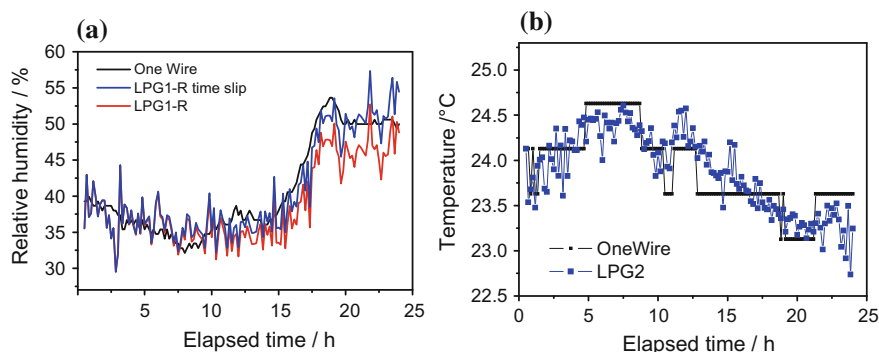 (a)
Relative humidity / %
60
55
50
45
40
35
30
One Wire
LPG1-R time slip
LPG1-R
5
10
15
20
25
Elapsed time / h
(b)
Temperature /°C
25.0
24.5
24.0
23.5
23.0
22.5
OneWire
LPG2
0
5
10
15
20
25
Elapsed time / h